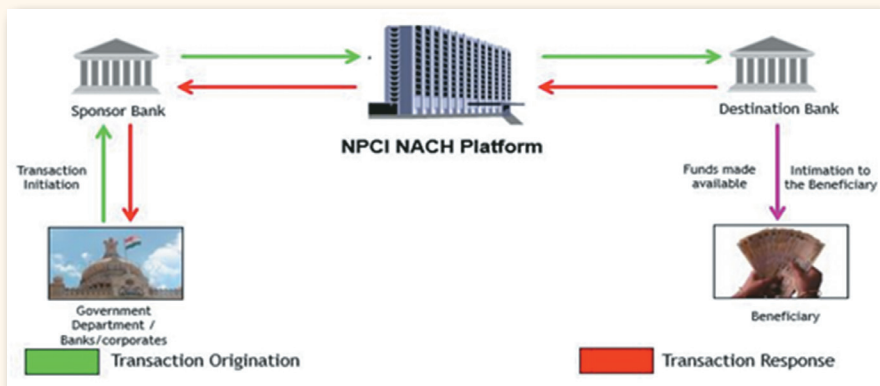 Sponsor Bank
Destination Bank
NPCI NACH Platform
Transaction
Initiation
Funds made
available
Intimation to
the Beneficiary
Government
Department /
Banks/corporates
Beneficiary
Transaction Origination
Transaction Response